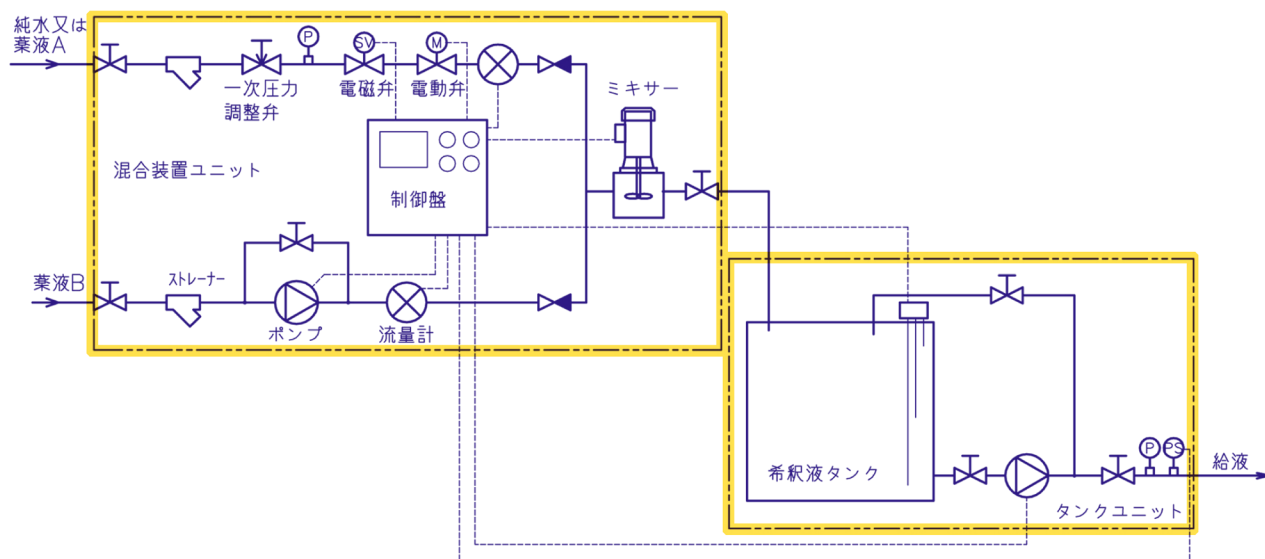 純水又は
薬液A
P
SV
M
一次圧力
調整弁
電磁弁
電動弁
ミキサー
混合装置ユニット
制御盤
薬液B
ストレーナー
ポンプ
流量計
希釈液タンク
P
PS
給液
タンクユニット